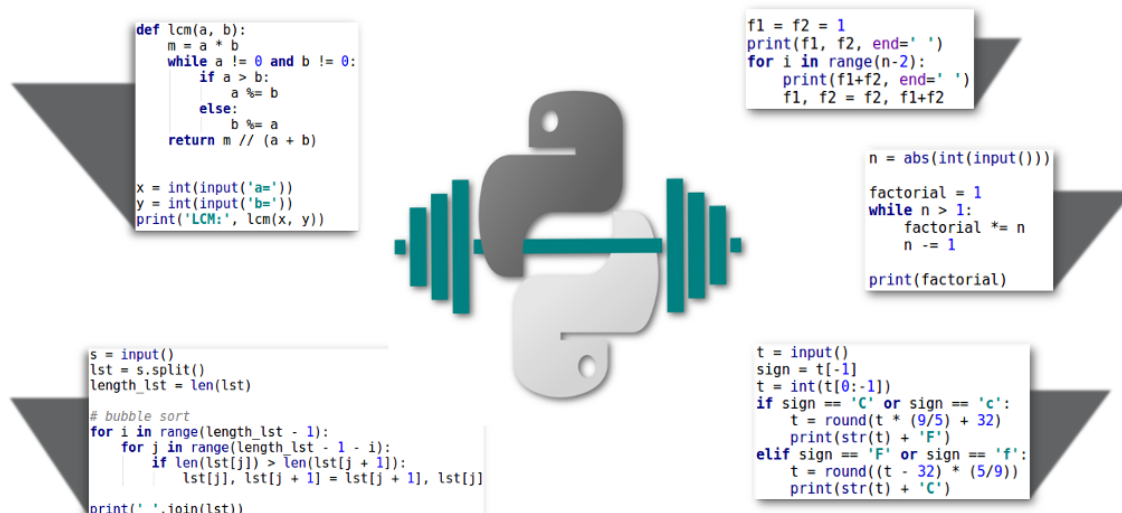 def lcm(a, b):
    m = a * b
    while a != 0 and b != 0:
        if a > b:
            a %= b
        else:
            b %= a
    return m // (a + b)
x = int(input('a='))
y = int(input('b='))
print('LCM:', lcm(x, y))
f1 = f2 = 1
print(f1, f2, end=' ')
for i in range(n-2):
    print(f1+f2, end=' ')
    f1, f2 = f2, f1+f2
n = abs(int(input()))
factorial = 1
while n > 1:
    factorial *= n
    n -= 1
print(factorial)
s = input()
lst = s.split()
length_lst = len(lst)
# bubble sort
for i in range(length_lst - 1):
    for j in range(length_lst - 1 - i):
        if len(lst[j]) > len(lst[j + 1]):
            lst[j], lst[j + 1] = lst[j + 1], lst[j]
print(' '.join(lst))
t = input()
sign = t[-1]
t = int(t[0:-1])
if sign == 'C' or sign == 'c':
    t = round(t * (9/5) + 32)
    print(str(t) + 'F')
elif sign == 'F' or sign == 'f':
    t = round((t - 32) * (5/9))
    print(str(t) + 'C')